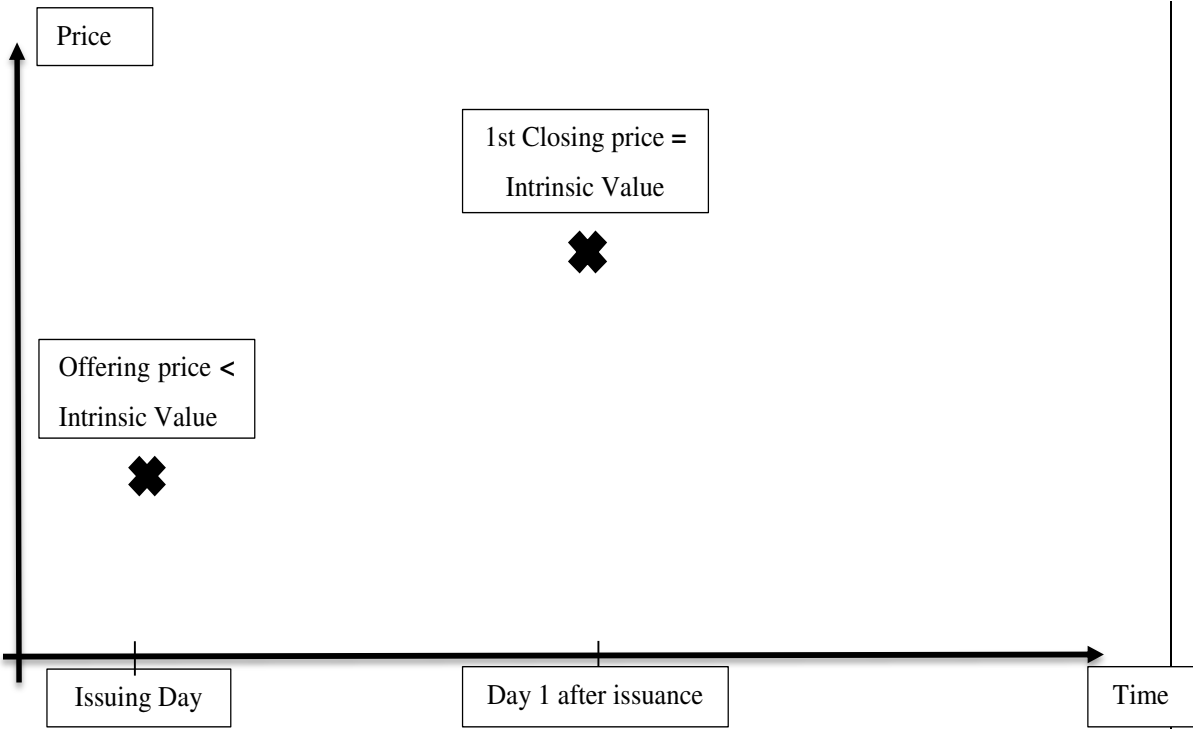 Price
1st Closing price =
Intrinsic Value
Offering price <
Intrinsic Value
Issuing Day
Day 1 after issuance
Time